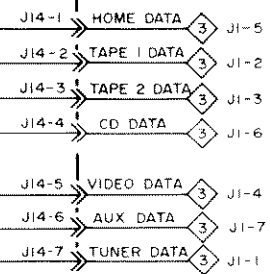 J14-1 HOME DATA 3 J1-5
J14-2 TAPE 1 DATA 3 J1-2
J14-3 TAPE 2 DATA 3 J1-3
J14-4 CD DATA 3 J1-6
J14-5 VIDEO DATA 3 J1-4
J14-6 AUX DATA 3 J1-7
J14-7 TUNER DATA 3 J1-1